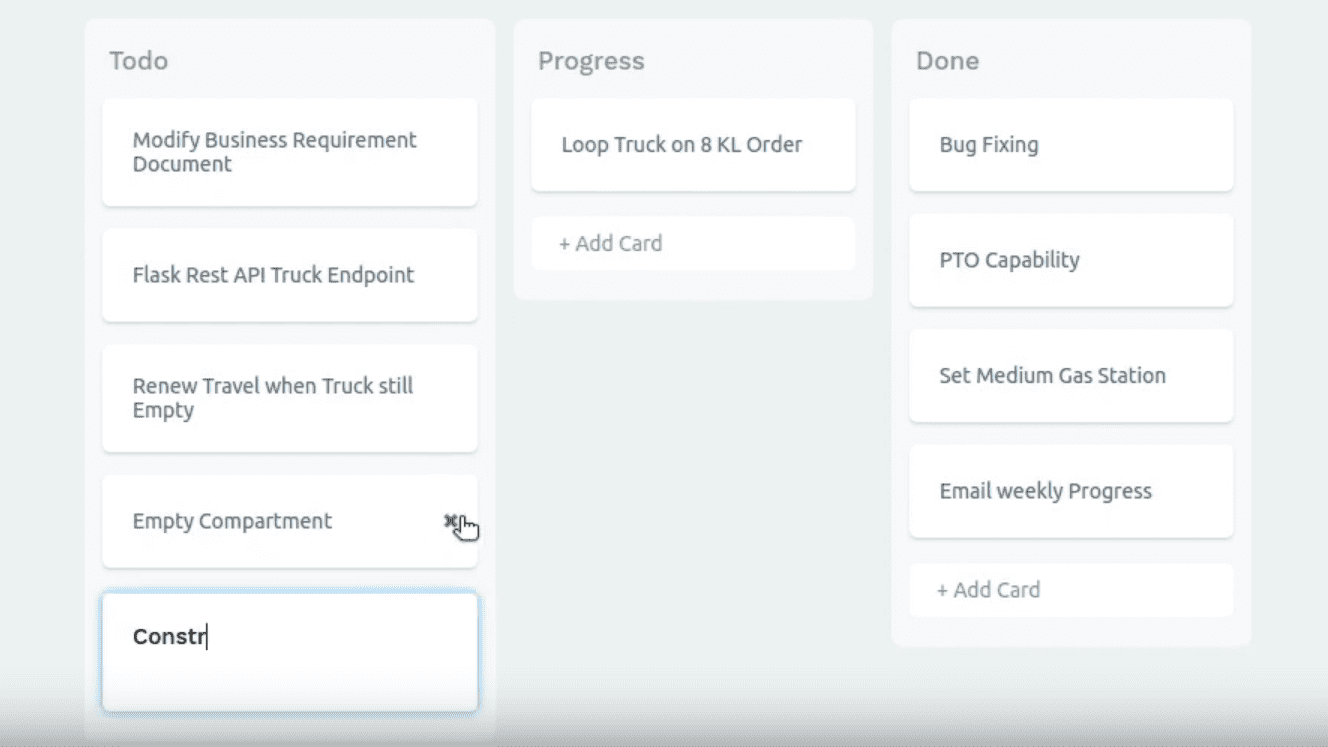 Todo
Modify Business Requirement
Document
Flask Rest API Truck Endpoint
Renew Travel when Truck still
Empty
Empty Compartment
Constr
Progress
Loop Truck on 8 KL Order
+ Add Card
Done
Bug Fixing
PTO Capability
Set Medium Gas Station
Email weekly Progress
+ Add Card